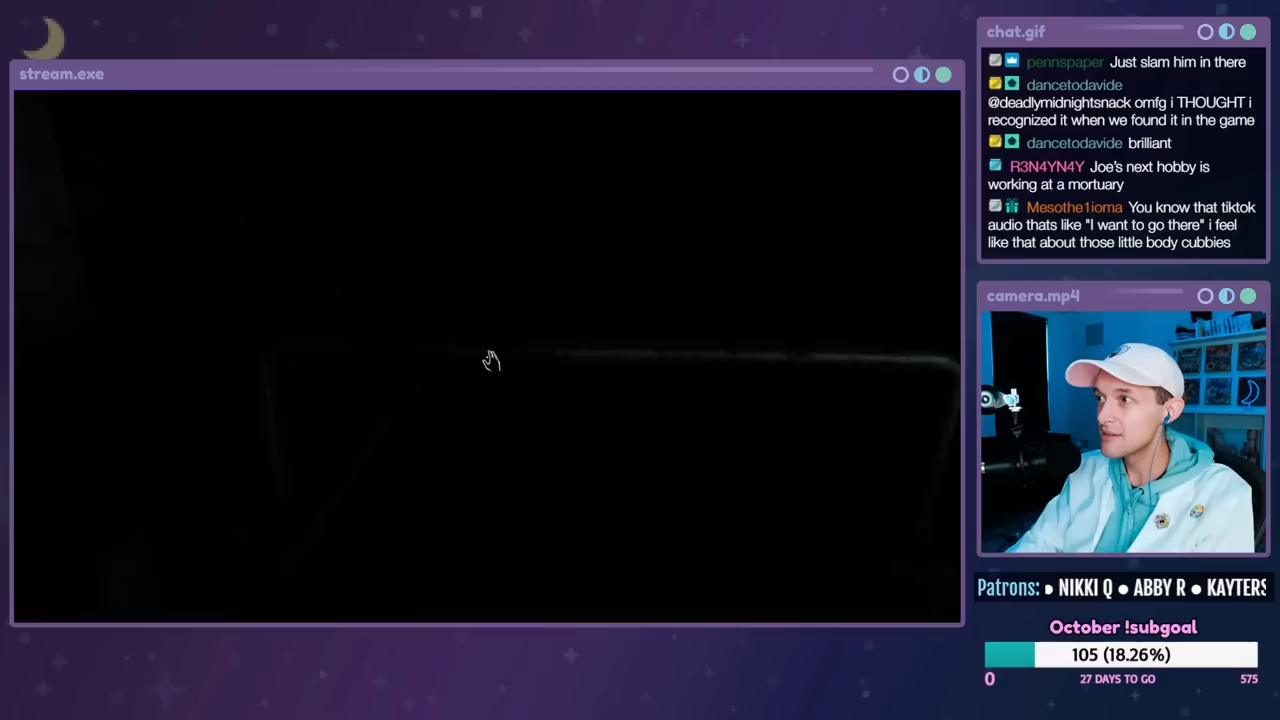 stream.exe
chat.gif
pennspaper Just slam him in there
dancetodavide
@deadlymidnightsnack omfg i THOUGHT i
recognized it when we found it in the game
dancetodavide brilliant
R3N4YN4Y Joe's next hobby is
working at a mortuary
Mesothe1ioma You know that tiktok
audio thats like "I want to go there" i feel
like that about those little body cubbies
camera.mp4
Patrons: • NIKKI Q • ABBY R • KAYTERS
October !subgoal
105 (18.26%)
0 27 DAYS TO GO 575